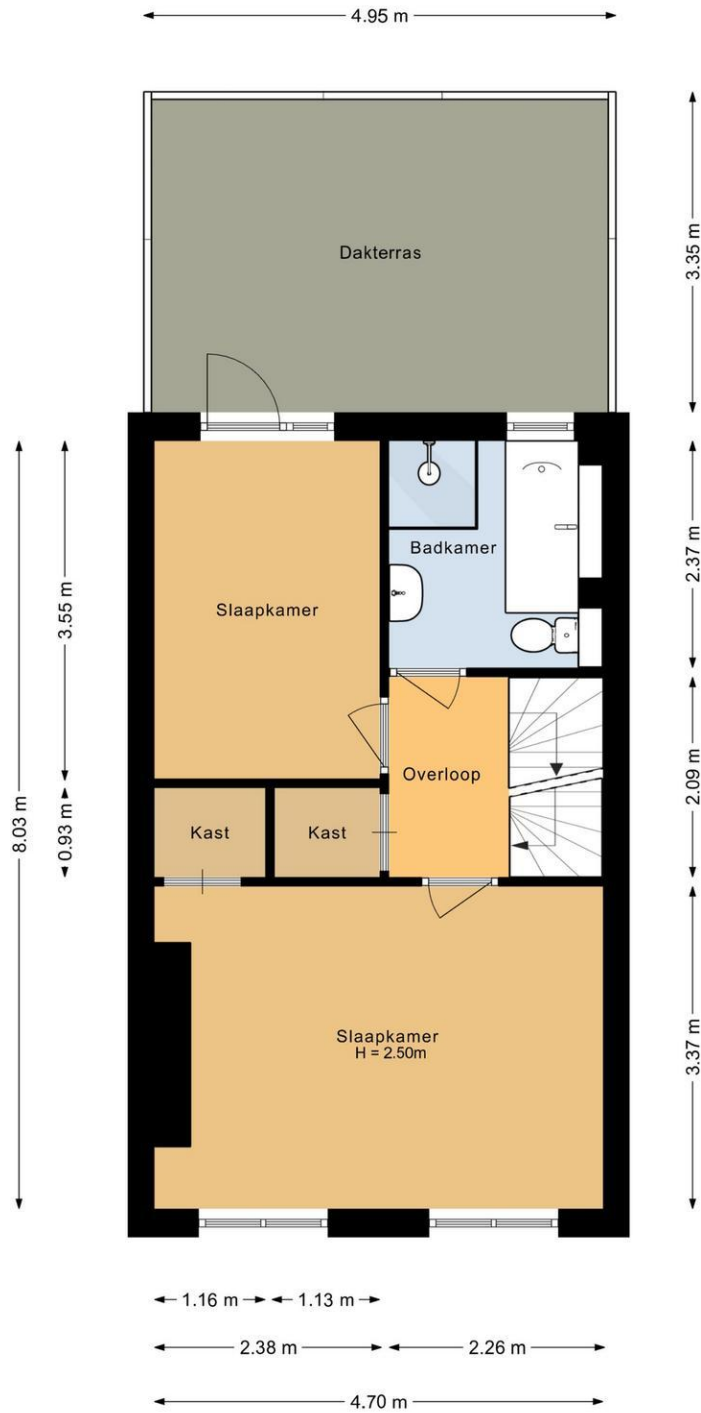 4.95 m
3.35 m
Dakterras
Badkamer
2.37 m
3.55 m
Slaapkamer
8.03 m
Overloop
2.09 m
0.93 m
Kast
Kast
Slaapkamer
H = 2.50m
3.37 m
1.16 m
1.13 m
2.38 m
2.26 m
4.70 m